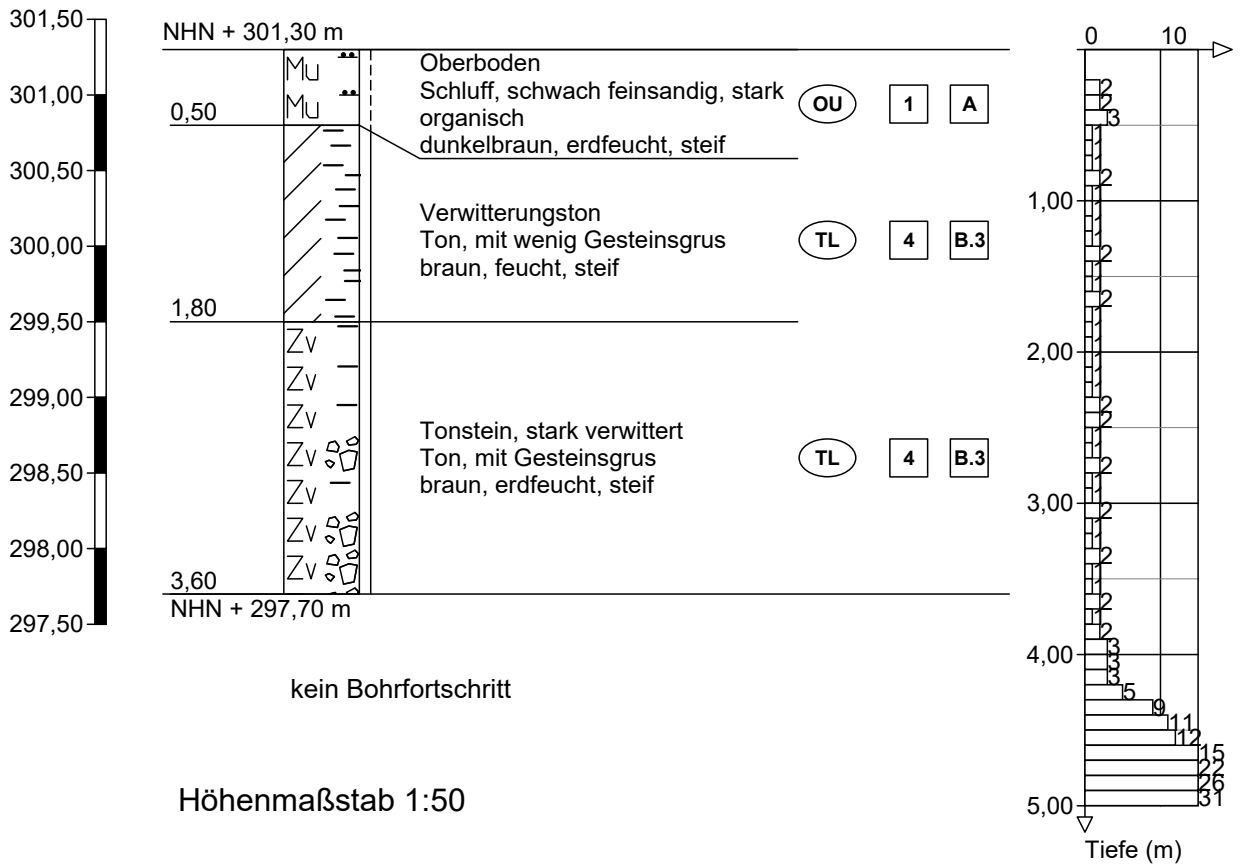 301,50
301,00
300,50
300,00
299,50
299,00
298,50
298,00
297,50
NHN + 301,30 m
Mu
Mu
0,50
Oberboden
Schluff, schwach feinsandig, stark
organisch
dunkelbraun, erdfeucht, steif
OU 1 A
Verwitterungston
Ton, mit wenig Gesteinsgrus
braun, feucht, steif
TL 4 B.3
1,80
Zv
Zv
Zv
Zv
Zv
Zv
Zv
Tonstein, stark verwittert
Ton, mit Gesteinsgrus
braun, erdfeucht, steif
TL 4 B.3
3,60
NHN + 297,70 m
kein Bohrfortschritt
Höhenmaßstab 1:50
0 10
2
2
3
2
1,00
2
2
2,00
2
2
2
3,00
2
2
2
2
3
4,00
3
3
5
9
11
12
15
22
26
31
5,00
Tiefe (m)